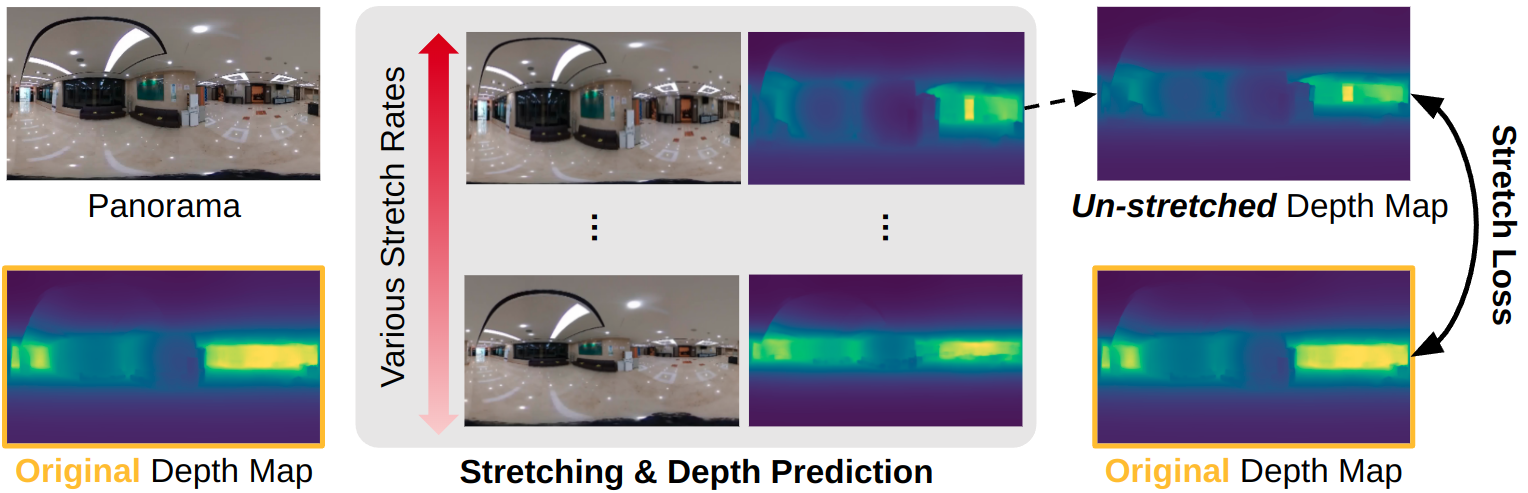 Panorama
Original Depth Map
Various Stretch Rates
...
...
Stretching & Depth Prediction
Un-stretched Depth Map
Original Depth Map
Stretch Loss